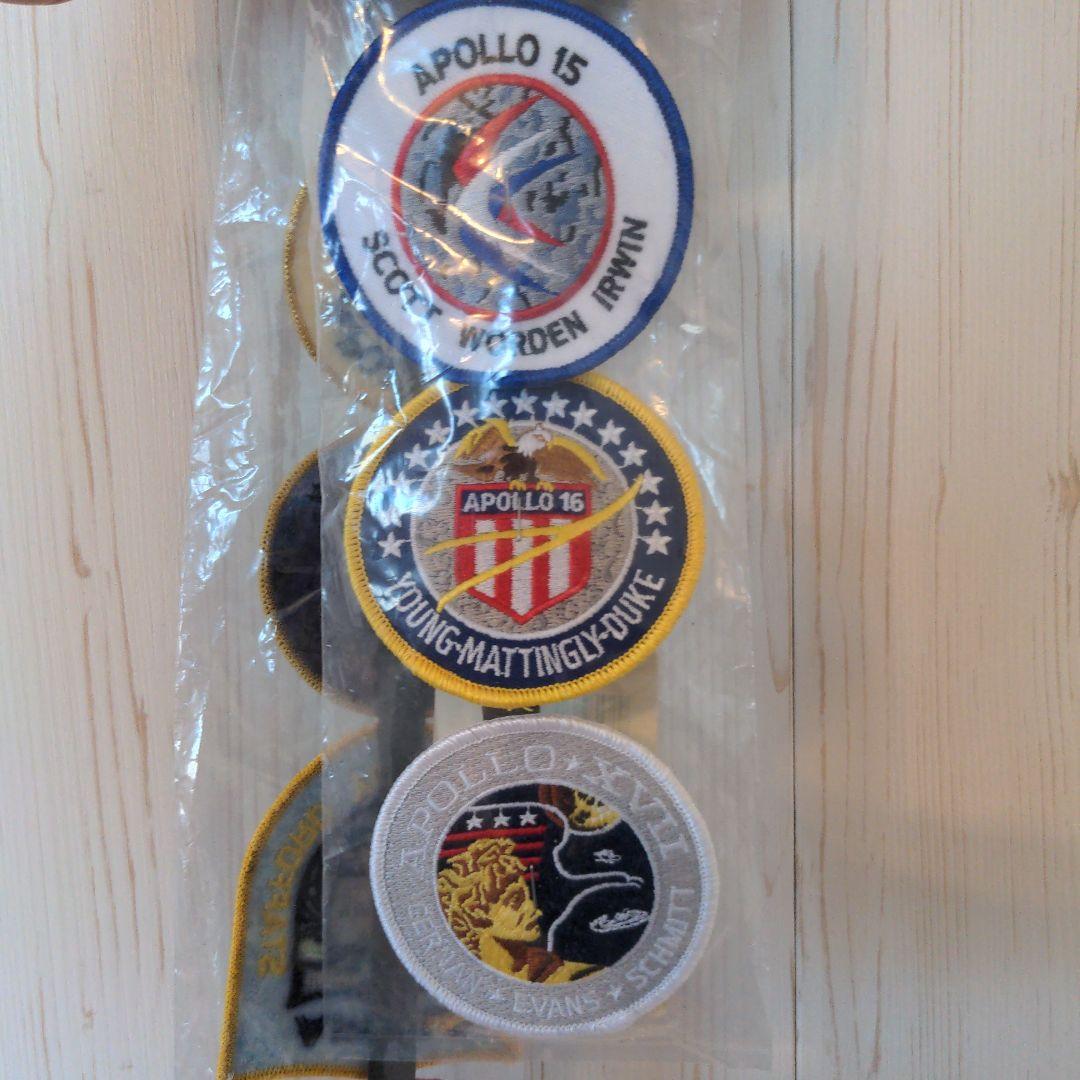 APOLLO 15
SCOTT WORDEN IRWIN
APOLLO 16
YOUNG-MATTINGLY-DUKE
APOLLO XVII
CERNAN ★ EVANS ★ SCHMITT